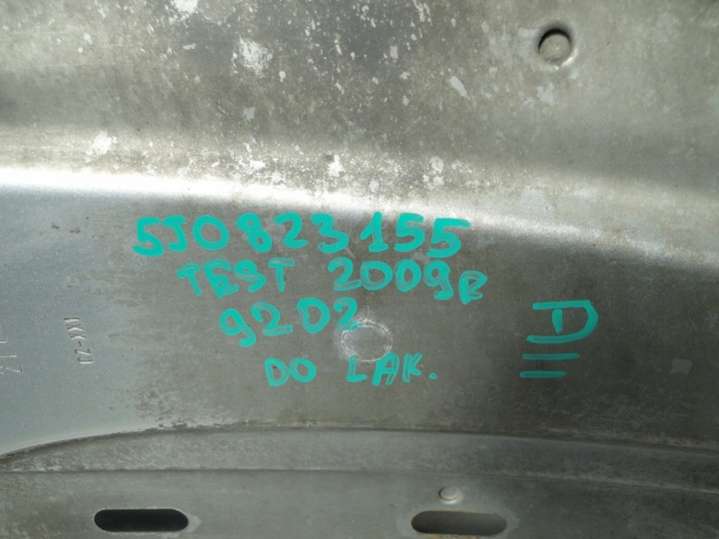 5J0823155
TEST 2009R
9202
DO LAK.
D